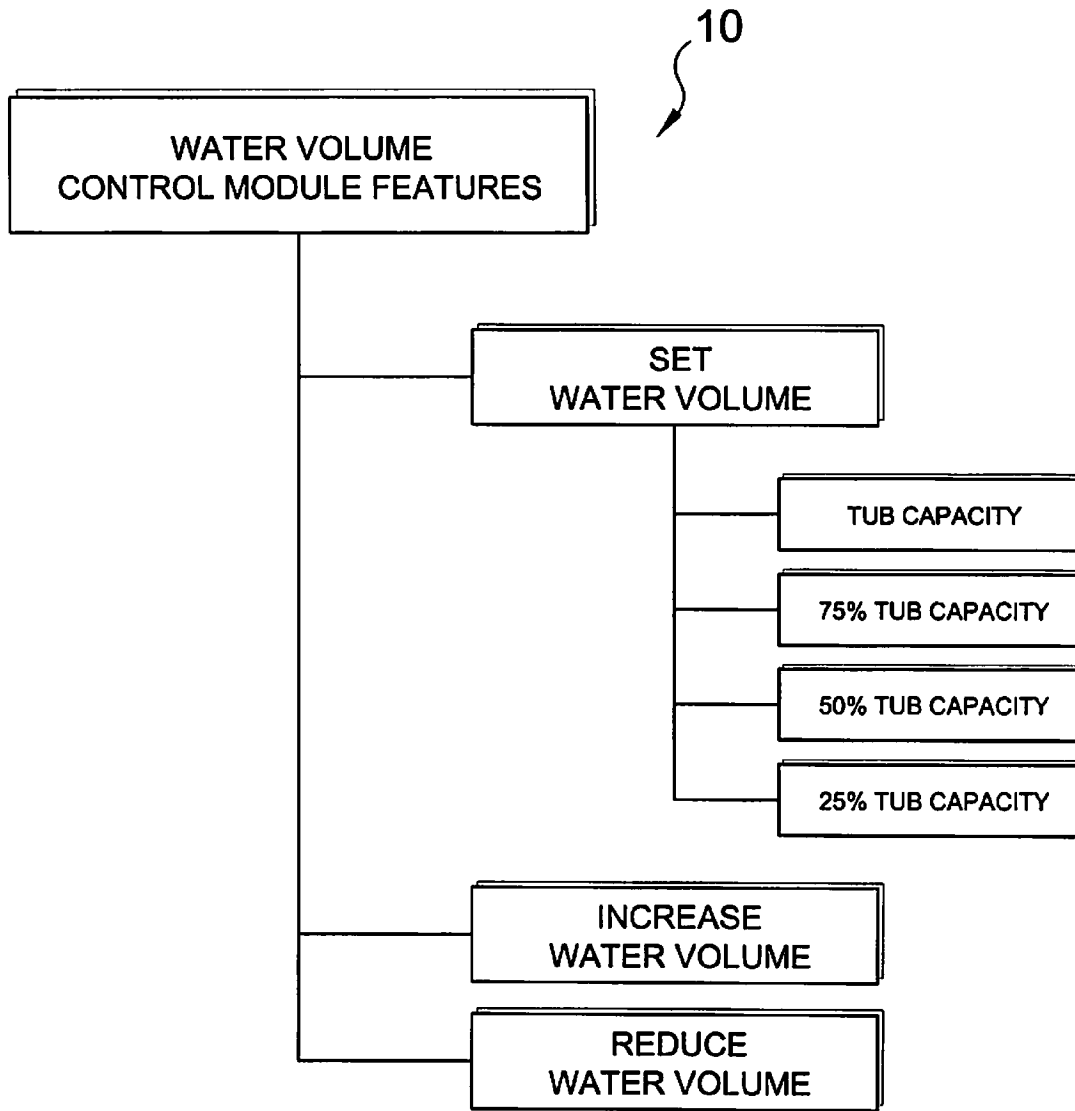 10
WATER VOLUME
CONTROL MODULE FEATURES
SET
WATER VOLUME
TUB CAPACITY
75% TUB CAPACITY
50% TUB CAPACITY
25% TUB CAPACITY
INCREASE
WATER VOLUME
REDUCE
WATER VOLUME